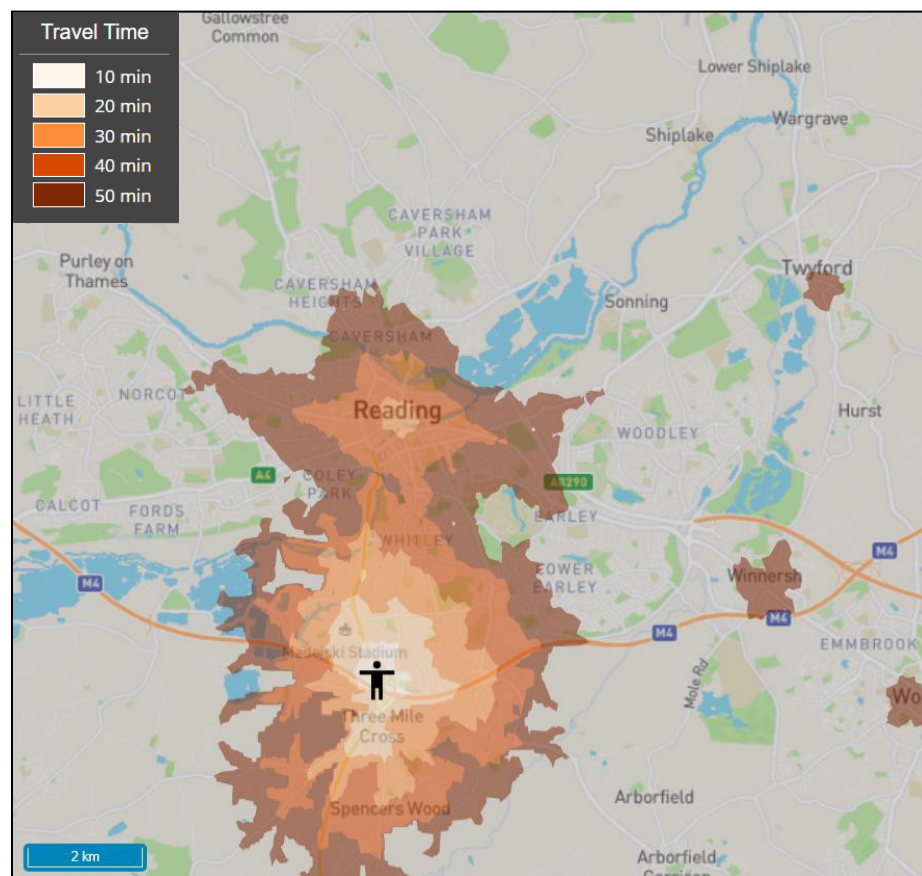 Travel Time
10 min
20 min
30 min
40 min
50 min
Gallowstree
Common
Lower Shiplake
Wargrave
Shiplake
CAVERSHAM
PARK
VILLAGE
Purley on
Thames
CAVERSHAM
HEIGHTS
Twyford
Sonning
CAVERSHAM
NORCOT
LITTLE
HEATH
Reading
Hurst
WOODLEY
A4
COLEY
PARK
A3290
CALCOT
FORDS
FARM
EARLEY
WHITLEY
M4
M4
LOWER
EARLEY
Winnersh
M4
M4
EMMBROOK
Madejski Stadium
Mole Rd
Wo
Three Mile
Cross
Spencers Wood
Arborfield
2 km
Arborfield